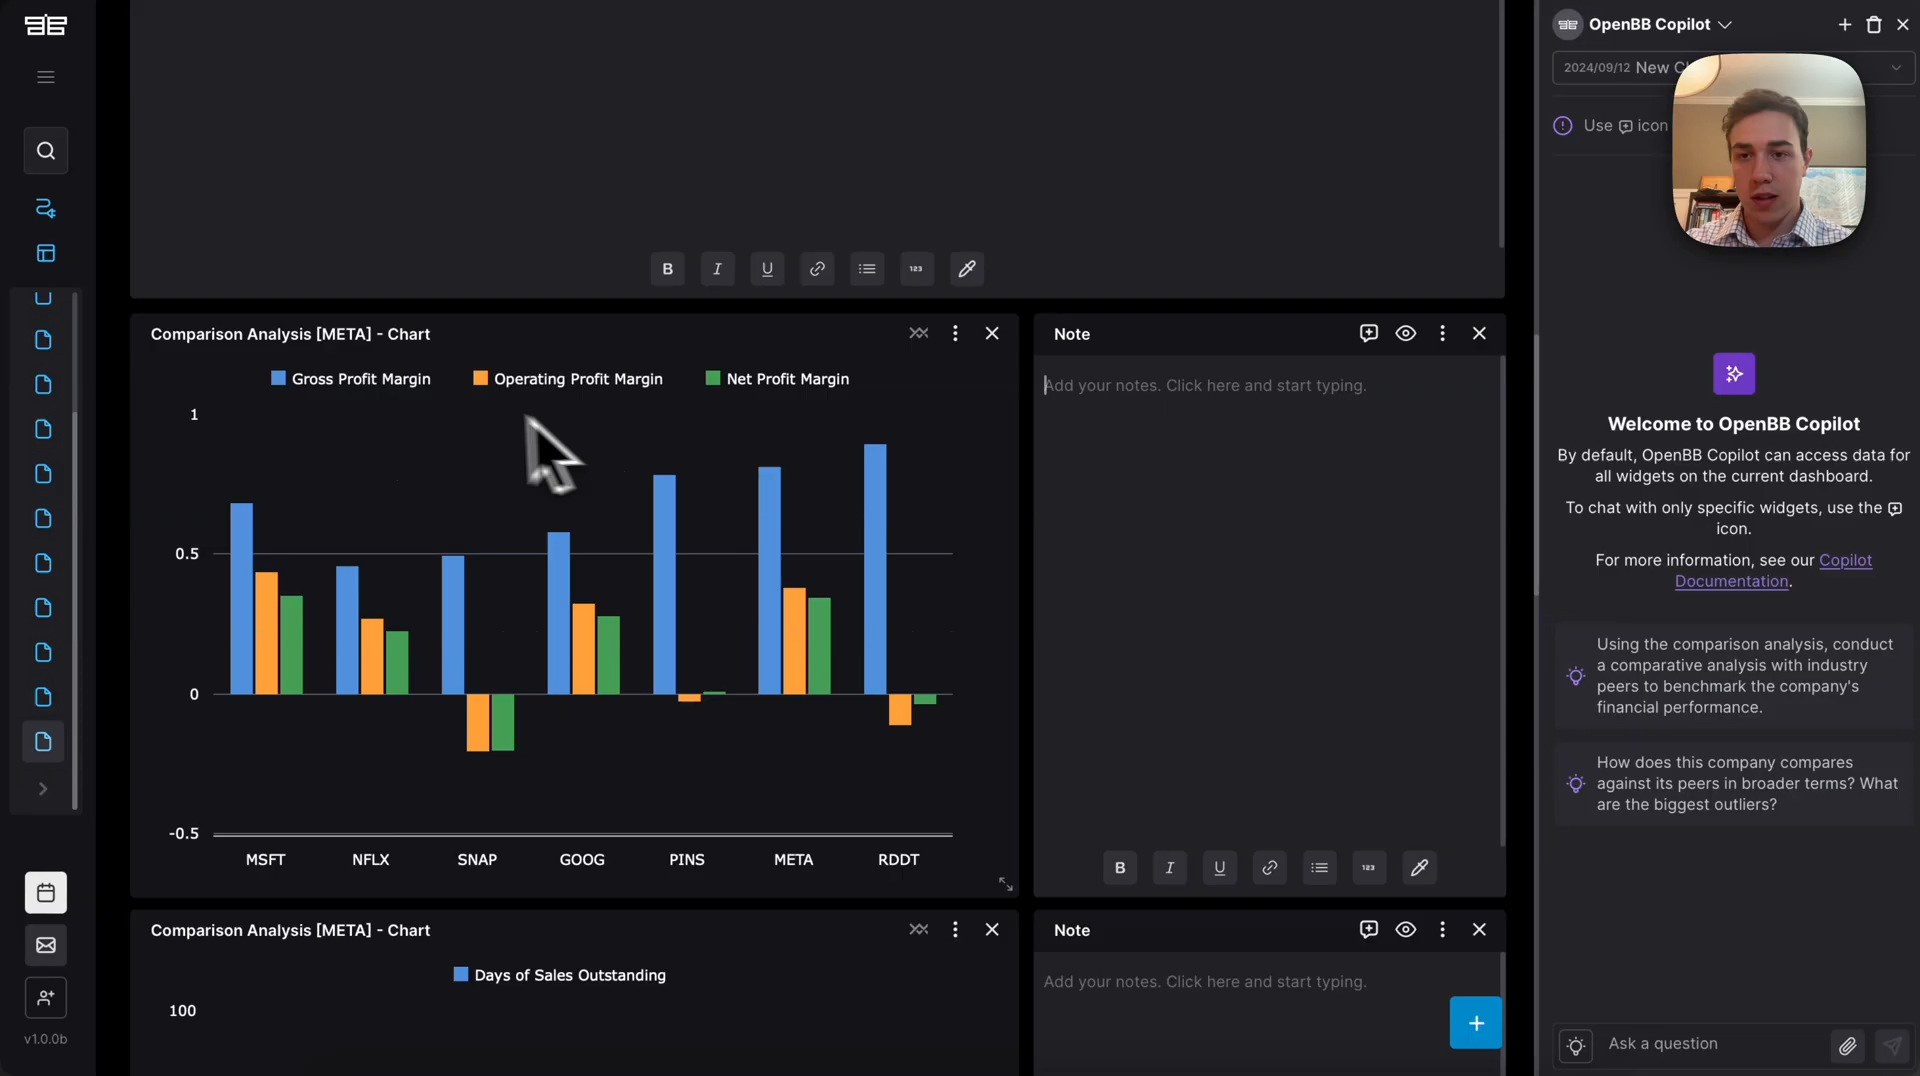 OpenBB Copilot
2024/09/12 New
Use icon
B I U 123
Comparison Analysis [META] - Chart
Gross Profit Margin Operating Profit Margin Net Profit Margin
1
0.5
0
-0.5
MSFT NFLX SNAP GOOG PINS META RDDT
Note
Add your notes. Click here and start typing.
B I U 123
Comparison Analysis [META] - Chart
Days of Sales Outstanding
100
Note
Add your notes. Click here and start typing.
+
v1.0.0b
Welcome to OpenBB Copilot
By default, OpenBB Copilot can access data for
all widgets on the current dashboard.
To chat with only specific widgets, use the
icon.
For more information, see our Copilot
Documentation.
Using the comparison analysis, conduct
a comparative analysis with industry
peers to benchmark the company's
financial performance.
How does this company compares
against its peers in broader terms? What
are the biggest outliers?
Ask a question